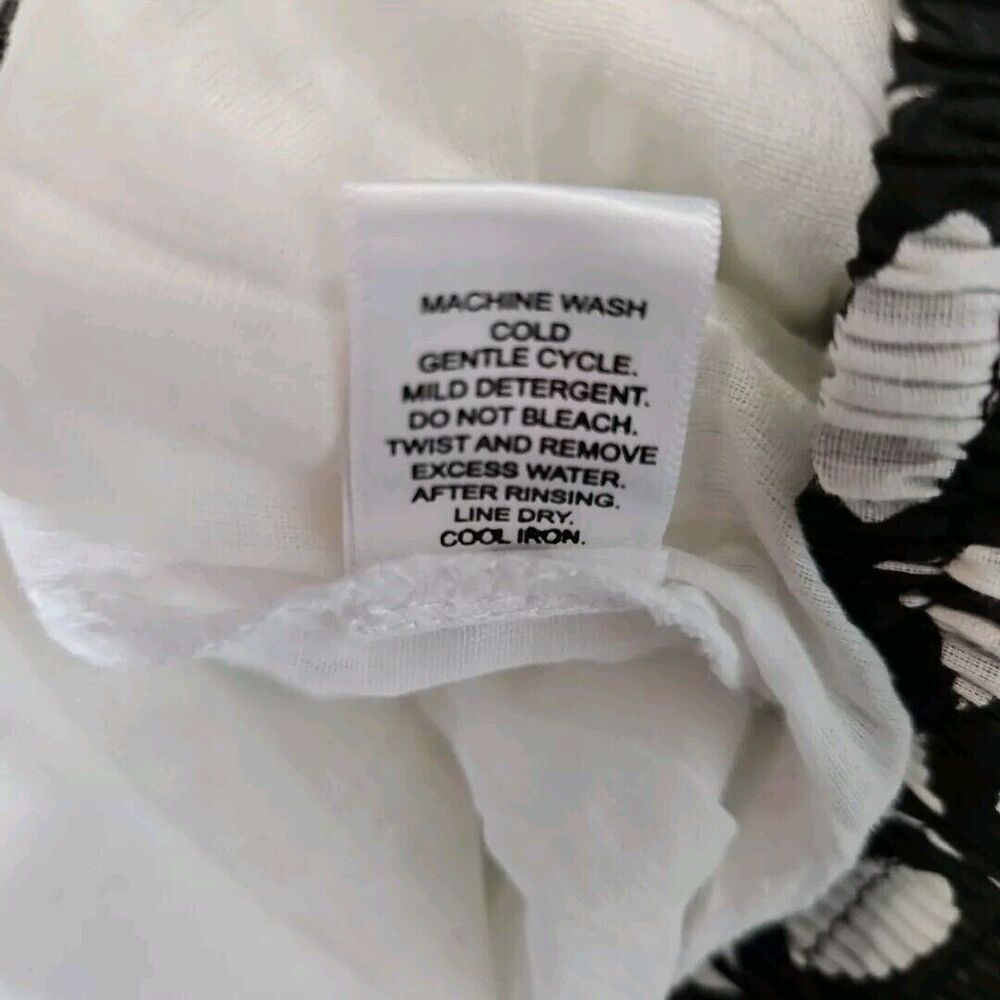 MACHINE WASH
COLD
GENTLE CYCLE.
MILD DETERGENT.
DO NOT BLEACH.
TWIST AND REMOVE
EXCESS WATER.
AFTER RINSING.
LINE DRY.
COOL IRON.